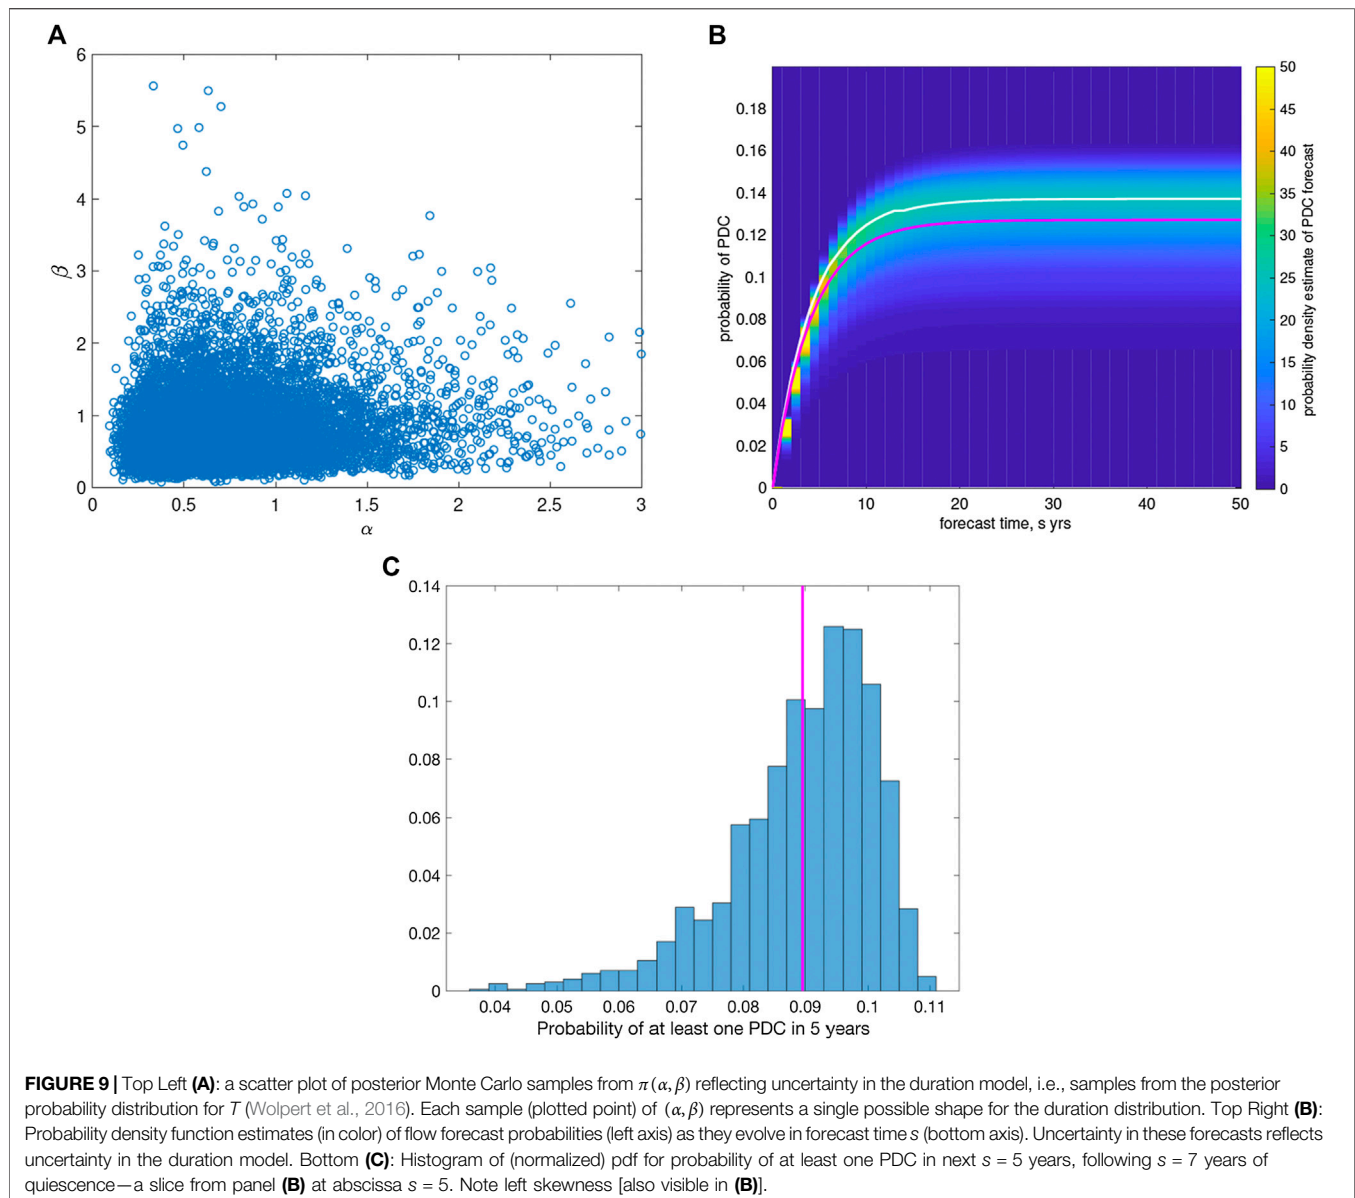 A
6
5
4
3
2
1
0
β
0 0.5 1 1.5 2 2.5 3
α
B
0.18
0.16
0.14
0.12
0.1
0.08
0.06
0.04
0.02
0
probability of PDC
0 10 20 30 40 50
forecast time, s yrs
50
45
40
35
30
25
20
15
10
5
0
probability density estimate of PDC forecast
C
0.14
0.12
0.1
0.08
0.06
0.04
0.02
0
0.04 0.05 0.06 0.07 0.08 0.09 0.1 0.11
Probability of at least one PDC in 5 years
FIGURE 9 | Top Left (A): a scatter plot of posterior Monte Carlo samples from π(α, β) reflecting uncertainty in the duration model, i.e., samples from the posterior
probability distribution for T (Wolpert et al., 2016). Each sample (plotted point) of (α, β) represents a single possible shape for the duration distribution. Top Right (B):
Probability density function estimates (in color) of flow forecast probabilities (left axis) as they evolve in forecast time s (bottom axis). Uncertainty in these forecasts reflects
uncertainty in the duration model. Bottom (C): Histogram of (normalized) pdf for probability of at least one PDC in next s = 5 years, following s = 7 years of
quiescence—a slice from panel (B) at abscissa s = 5. Note left skewness [also visible in (B)].